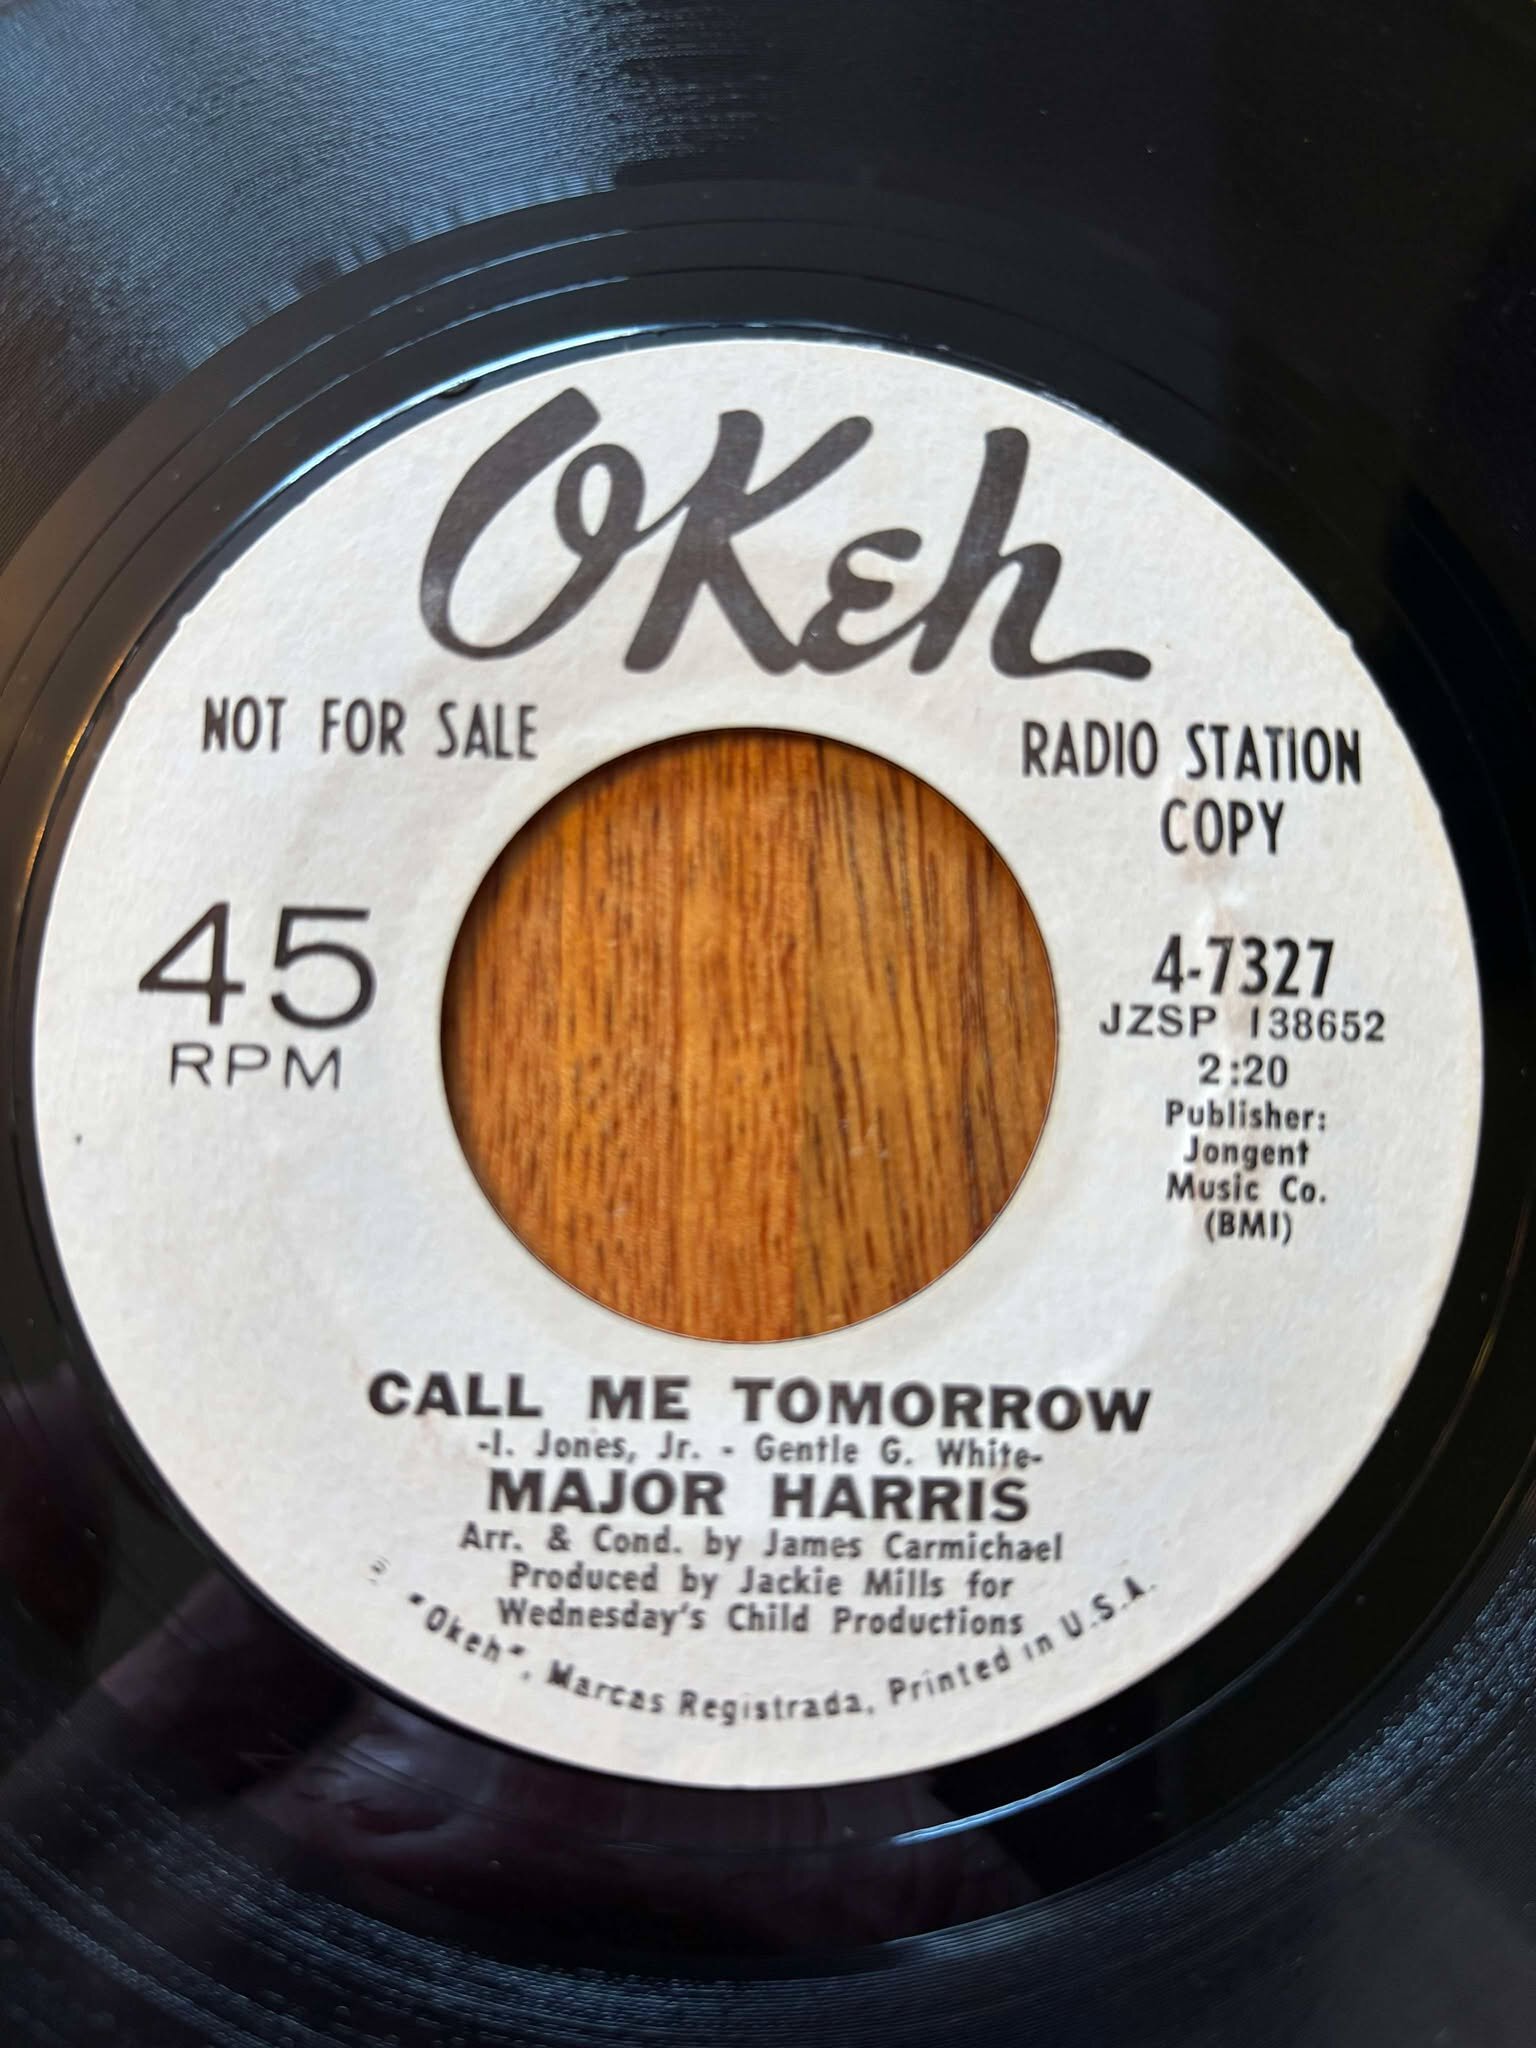 OKeh
NOT FOR SALE
RADIO STATION
COPY
45
RPM
4-7327
JZSP 138652
2:20
Publisher:
Jongent
Music Co.
(BMI)
CALL ME TOMORROW
-I. Jones, Jr. - Gentle G. White-
MAJOR HARRIS
Arr. & Cond. by James Carmichael
Produced by Jackie Mills for
Wednesday's Child Productions
"Okeh", Marcas Registrada, Printed in U.S.A.